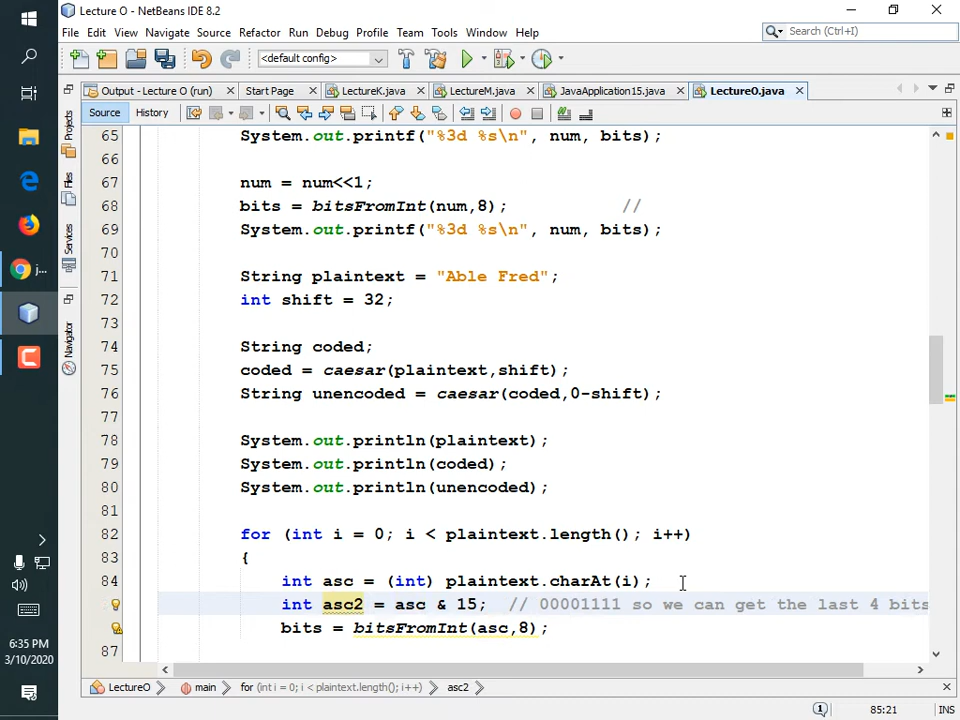 Lecture O - NetBeans IDE 8.2
File Edit View Navigate Source Refactor Run Debug Profile Team Tools Window Help
Search (Ctrl+I)
<default config>
Output - Lecture O (run) Start Page LectureK.java LectureM.java JavaApplication15.java LectureO.java
Source History
Projects
Files
Services
Navigator
65 System.out.printf("%3d %s\n", num, bits);
66
67 num = num<<1;
68 bits = bitsFromInt(num,8); //
69 System.out.printf("%3d %s\n", num, bits);
70
71 String plaintext = "Able Fred";
72 int shift = 32;
73
74 String coded;
75 coded = caesar(plaintext,shift);
76 String unencoded = caesar(coded,0-shift);
77
78 System.out.println(plaintext);
79 System.out.println(coded);
80 System.out.println(unencoded);
81
82 for (int i = 0; i < plaintext.length(); i++)
83 {
84 int asc = (int) plaintext.charAt(i);
int asc2 = asc & 15; // 00001111 so we can get the last 4 bits
bits = bitsFromInt(asc,8);
87
LectureO main for (int i = 0; i < plaintext.length(); i++) asc2
1 85:21 INS
j...
6:35 PM
3/10/2020